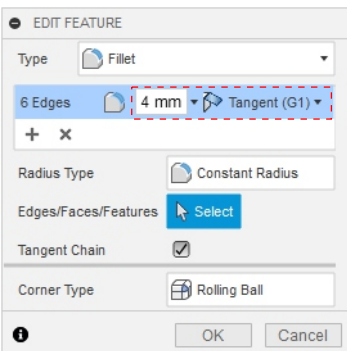 EDIT FEATURE
Type Fillet
6 Edges 4 mm Tangent (G1)
Radius Type Constant Radius
Edges/Faces/Features Select
Tangent Chain
Corner Type Rolling Ball
OK Cancel